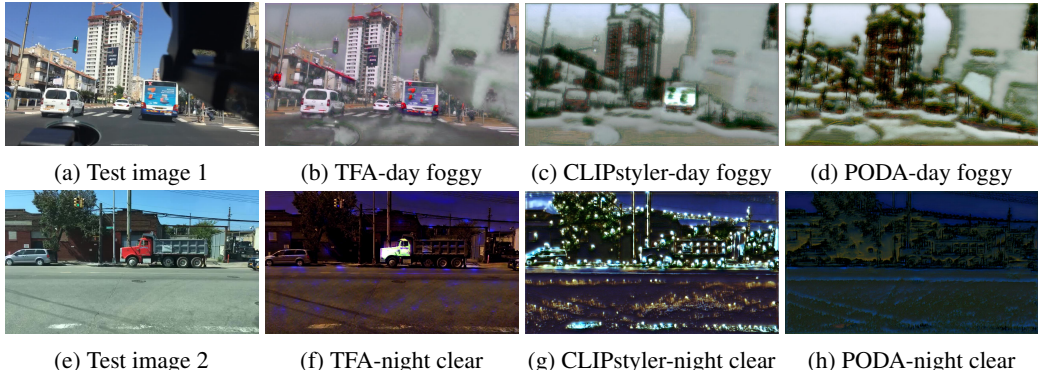 (a) Test image 1 (b) TFA-day foggy (c) CLIPstyler-day foggy (d) PODA-day foggy
(e) Test image 2 (f) TFA-night clear (g) CLIPstyler-night clear (h) PODA-night clear